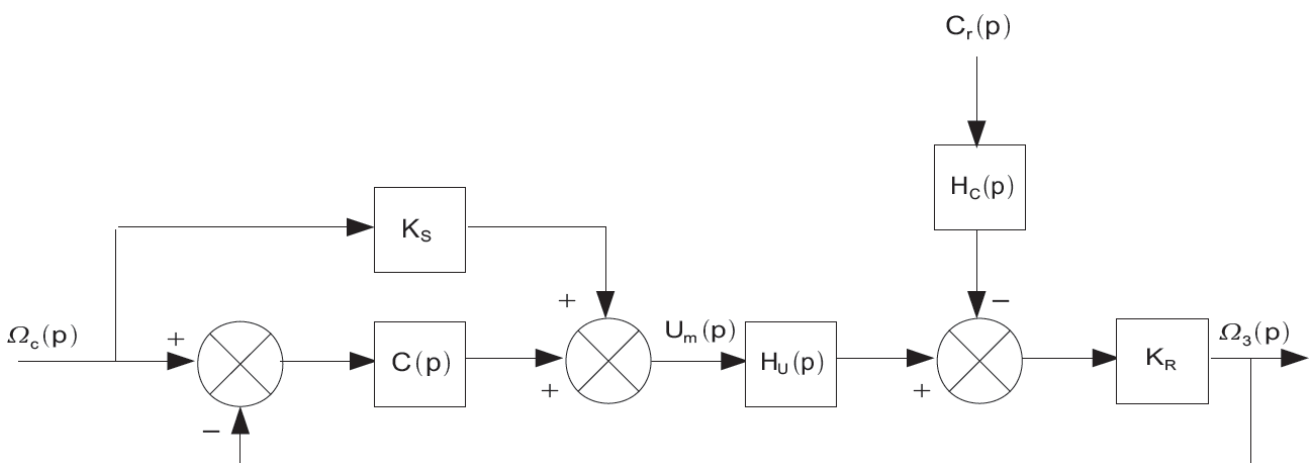 C_r(p)
H_C(p)
K_S
+
−
Ω_c(p)
+
C(p)
+
U_m(p)
H_U(p)
+
K_R
Ω_3(p)
−